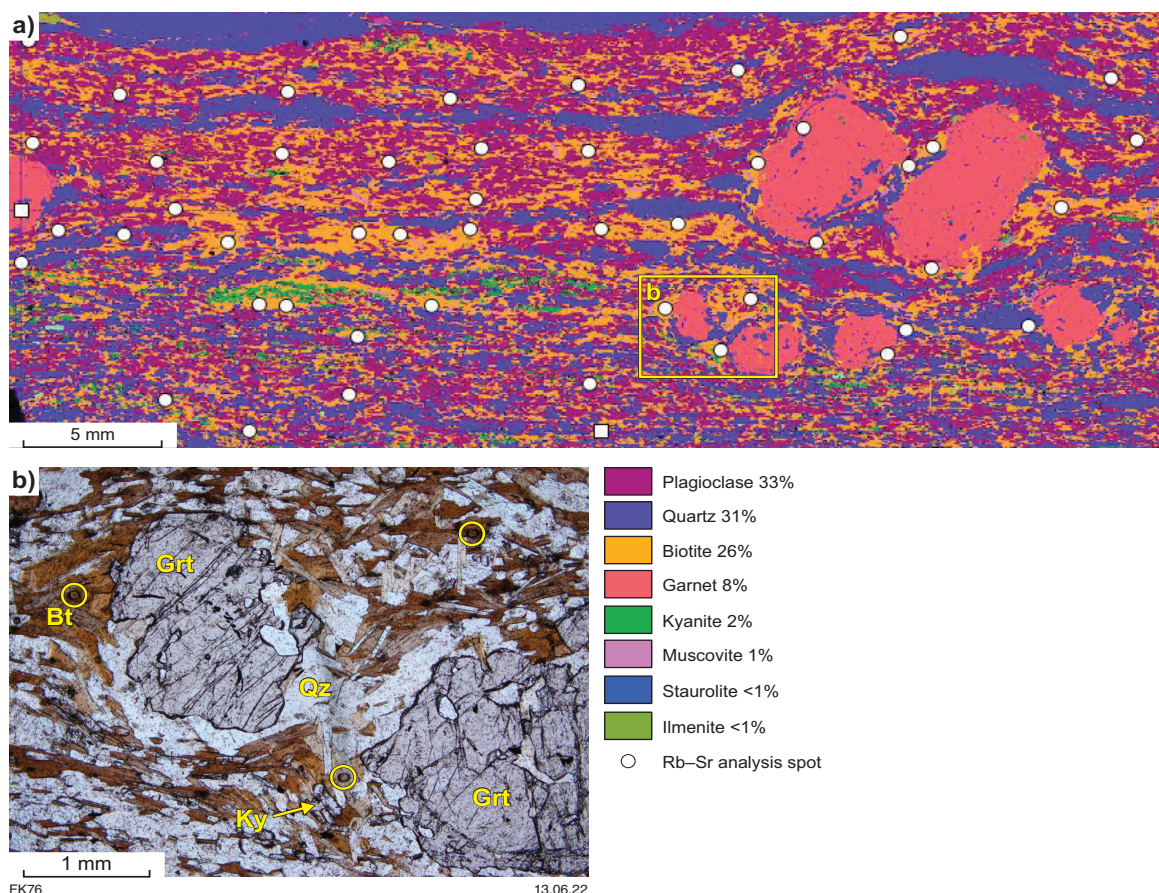 a)
b
5 mm
b)
Grt
Bt
Qz
Ky
Grt
1 mm
Plagioclase 33%
Quartz 31%
Biotite 26%
Garnet 8%
Kyanite 2%
Muscovite 1%
Staurolite <1%
Ilmenite <1%
Rb–Sr analysis spot
FK76
13.06.22